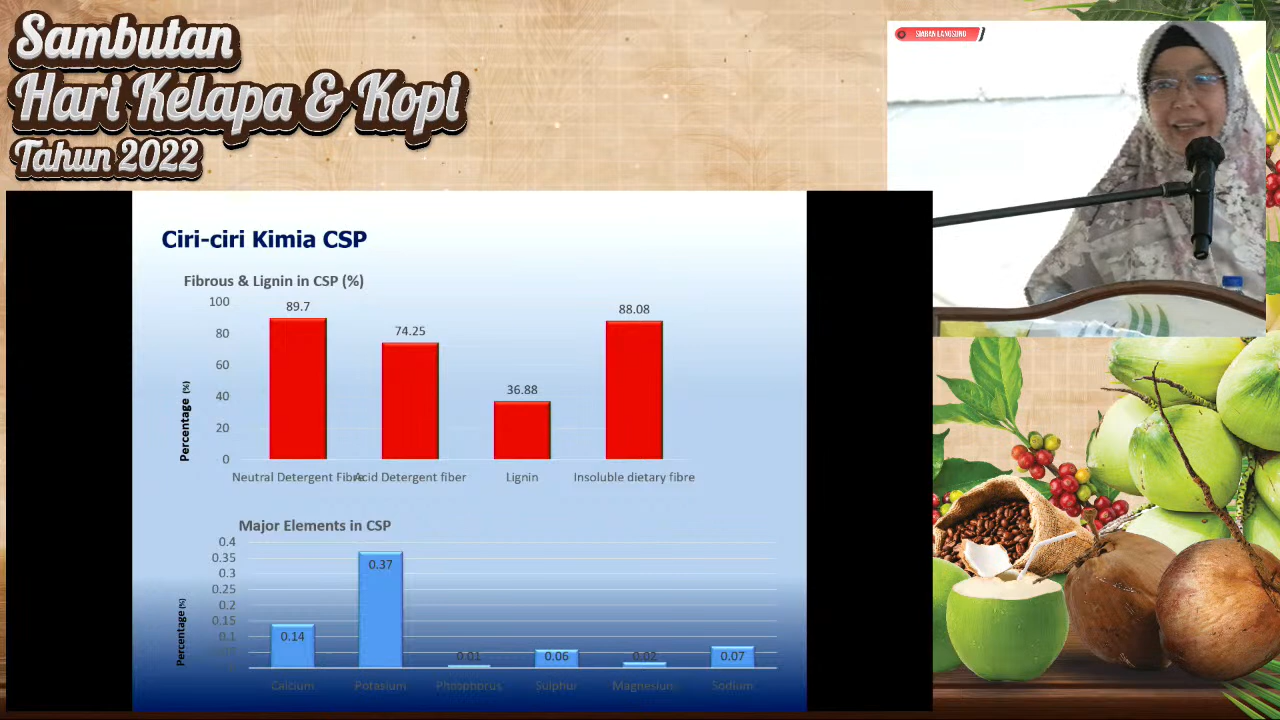 Sambutan
Hari Kelapa & Kopi
Tahun 2022
SIARAN LANGSUNG
Ciri-ciri Kimia CSP
Fibrous & Lignin in CSP (%)
Percentage (%)
100
80
60
40
20
0
89.7
74.25
36.88
88.08
Neutral Detergent Fibre
Acid Detergent fiber
Lignin
Insoluble dietary fibre
Major Elements in CSP
Percentage (%)
0.4
0.35
0.3
0.25
0.2
0.15
0.1
0.14
0.37
0.01
0.06
0.02
0.07
Calcium
Potasium
Phosphorus
Sulphur
Magnesium
Sodium